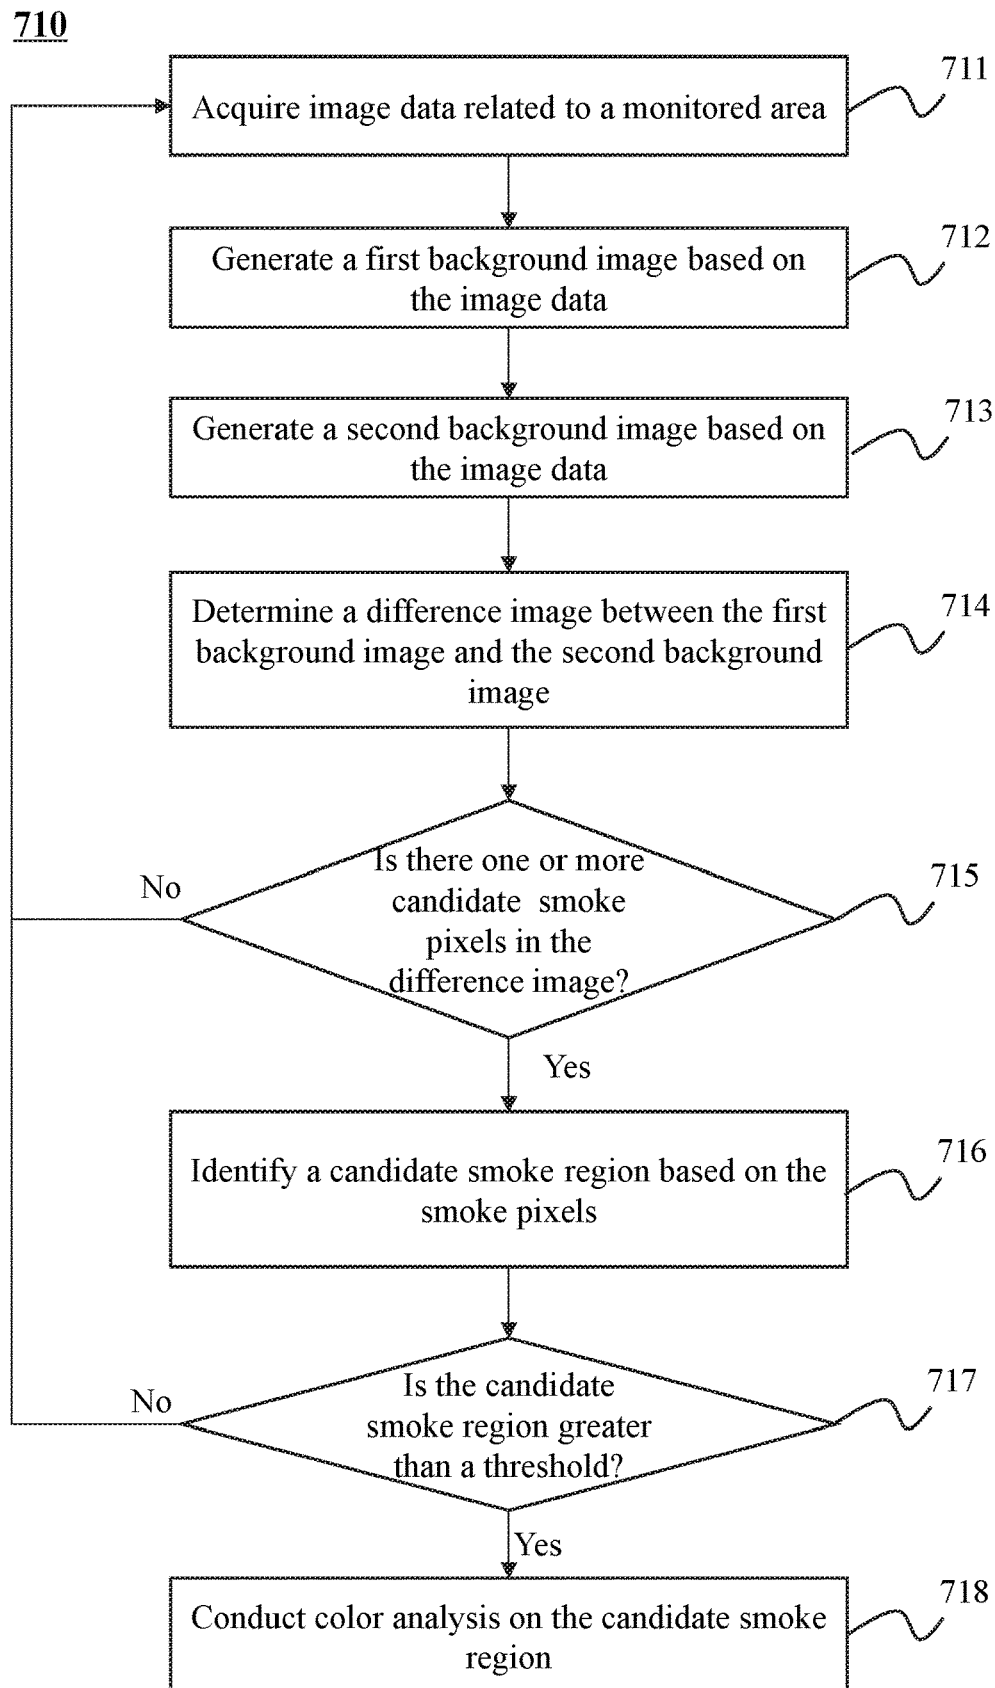 710
711
Acquire image data related to a monitored area
712
Generate a first background image based on
the image data
713
Generate a second background image based on
the image data
714
Determine a difference image between the first
background image and the second background
image
715
Is there one or more
candidate smoke
pixels in the
difference image?
No
Yes
716
Identify a candidate smoke region based on the
smoke pixels
717
Is the candidate
smoke region greater
than a threshold?
No
Yes
718
Conduct color analysis on the candidate smoke
region